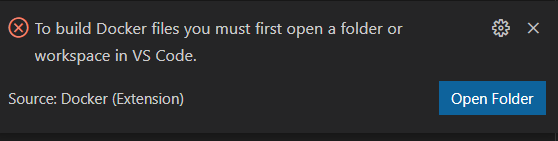 To build Docker files you must first open a folder or
workspace in VS Code.
Source: Docker (Extension)
Open Folder